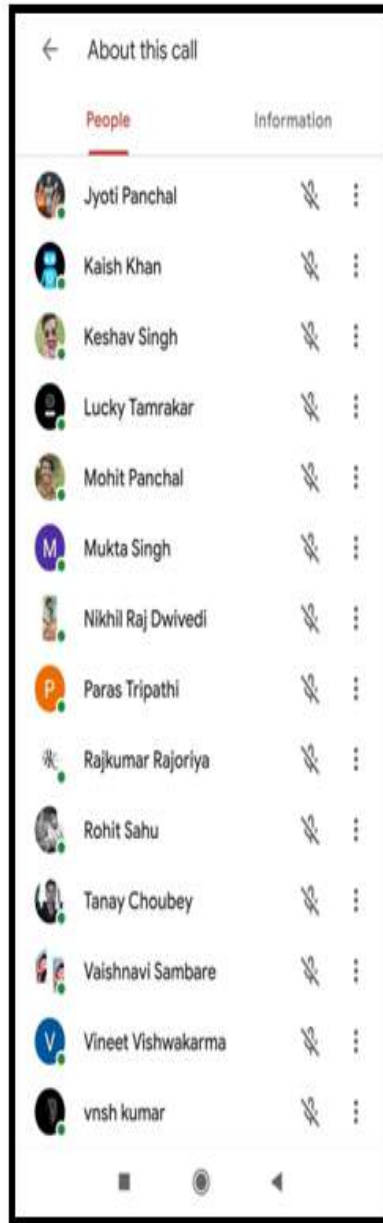 About this call
People Information
Jyoti Panchal
Kaish Khan
Keshav Singh
Lucky Tamrakar
Mohit Panchal
M Mukta Singh
Nikhil Raj Dwivedi
P Paras Tripathi
Rajkumar Rajoriya
Rohit Sahu
Tanay Choubey
Vaishnavi Sambare
V Vineet Vishwakarma
vnsh kumar